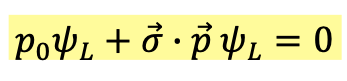 p₀ψ_L + σ⃗ · p⃗ ψ_L = 0